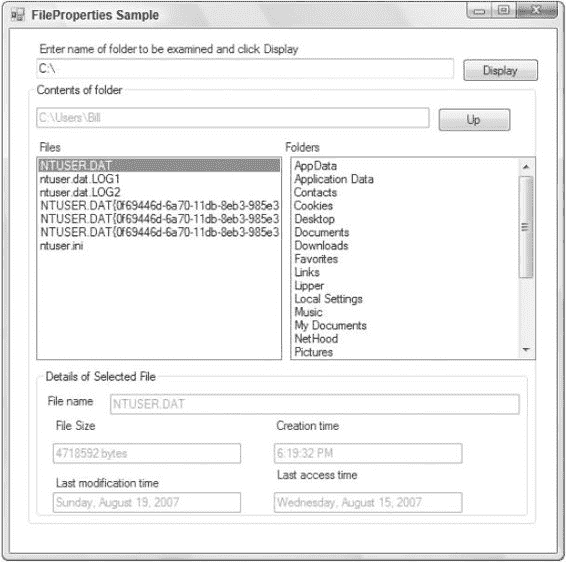 FileProperties Sample
Enter name of folder to be examined and click Display
C:\
Display
Contents of folder
C:\Users\Bill
Up
Files
Folders
NTUSER.DAT
ntuser.dat.LOG1
ntuser.dat.LOG2
NTUSER.DAT{0f69446d-6a70-11db-8eb3-985e3
NTUSER.DAT{0f69446d-6a70-11db-8eb3-985e3
NTUSER.DAT{0f69446d-6a70-11db-8eb3-985e3
ntuser.ini
AppData
Application Data
Contacts
Cookies
Desktop
Documents
Downloads
Favorites
Links
Lipper
Local Settings
Music
My Documents
NetHood
Pictures
Details of Selected File
File name
NTUSER.DAT
File Size
Creation time
4718592 bytes
6:19:32 PM
Last modification time
Last access time
Sunday, August 19, 2007
Wednesday, August 15, 2007